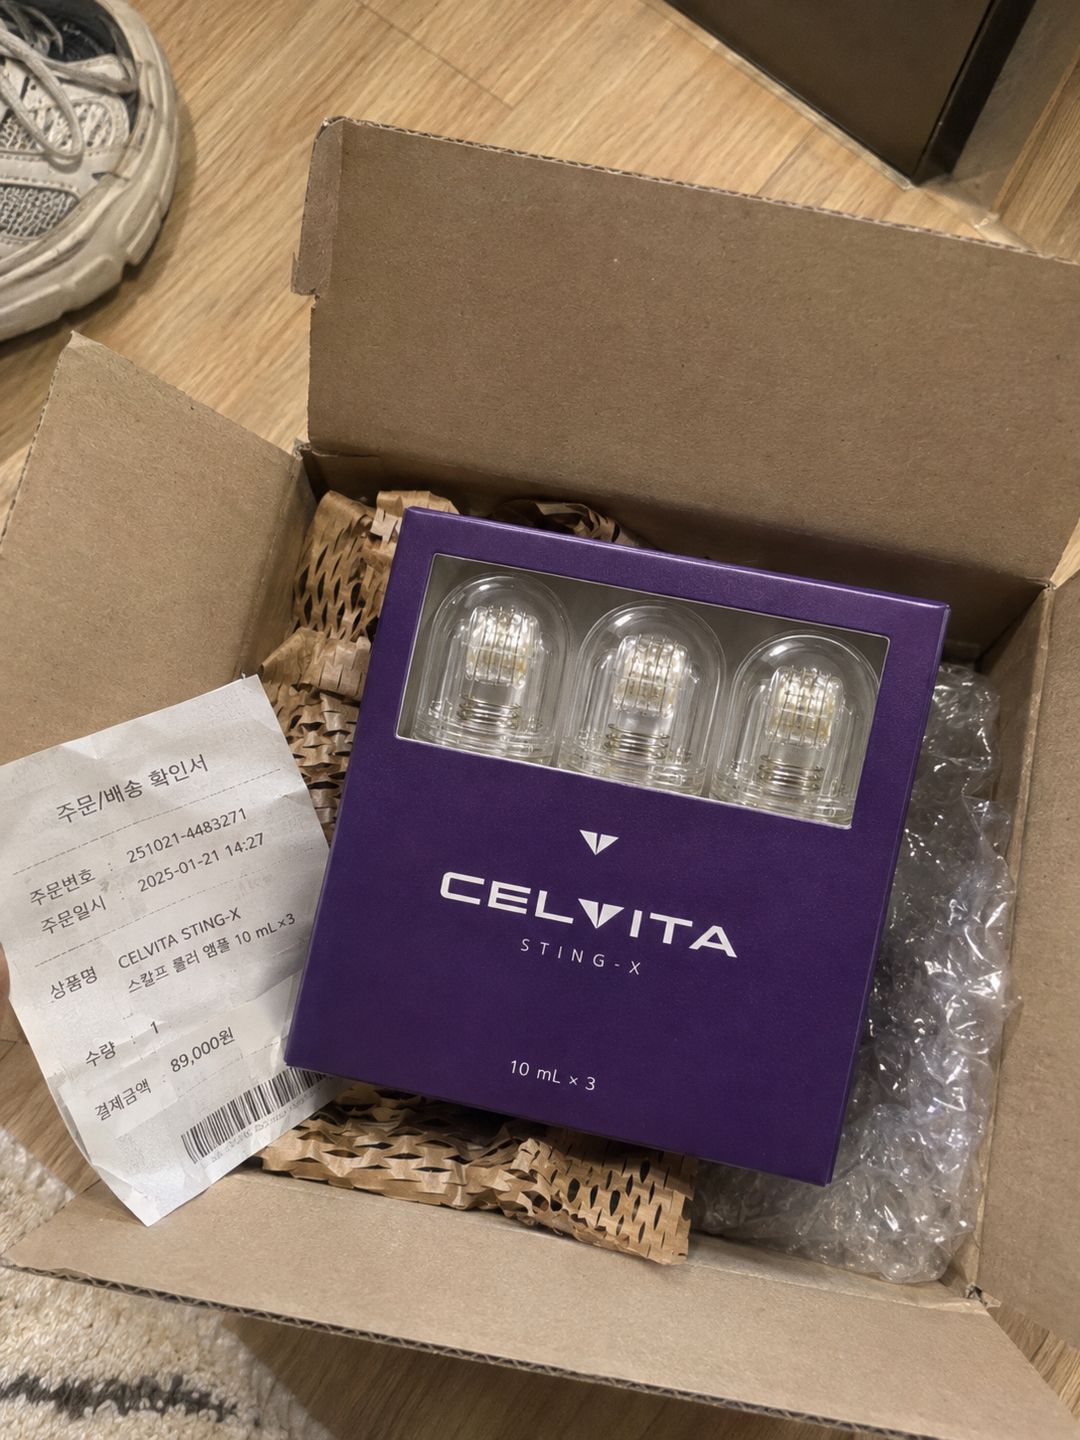 주문/배송 확인서
주문번호 : 251021-4483271
주문일시 : 2025-01-21 14:27
상품명 CELVITA STING-X
스칼프 롤러 앰플 10 mL×3
수량 : 1
결제금액 : 89,000원
CELVITA
STING-X
10 mL × 3